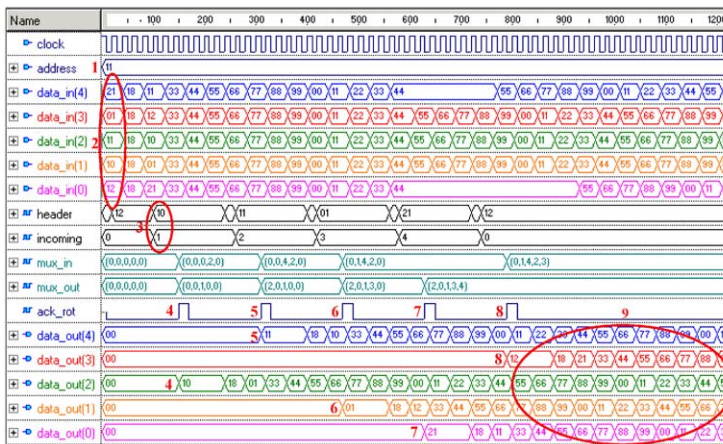 Name 100 200 300 400 500 600 700 800 900 1000 1100 120
clock
address 1 11
data_in(4) 21 18 11 33 44 55 66 77 88 99 00 11 22 33 44 55 66 77 88 99 00 11 22 33 44 55
data_in(3) 01 18 12 33 44 55 66 77 88 99 00 11 22 33 44 55 66 77 88 99 00 11 22 33 44 55 66 77 88 99
data_in(2) 2 11 18 10 33 44 55 66 77 88 99 00 11 22 33 44 55 66 77 88 99 00 11 22 33 44 55 66 77 88 99
data_in(1) 10 18 01 33 44 55 66 77 88 99 00 11 22 33 44 55 66 77 88 99 00 11 22 33 44 55 66 77 88 99
data_in(0) 12 18 21 33 44 55 66 77 88 99 00 11 22 33 44 55 66 77 88 99 00 11
header 12 10 11 01 21 12
incoming 0 3 1 2 3 4 0
mux_in {0,0,0,0,0} {0,0,0,2,0} {0,0,4,2,0} {0,1,4,2,0} {0,1,4,2,3}
mux_out {0,0,0,0,0} {0,0,1,0,0} {2,0,1,0,0} {2,0,1,3,0} {2,0,1,3,4}
ack_rot 4 5 6 7 8 9
data_out(4) 00 5 11 18 10 33 44 55 66 77 88 99 00 11 22 33 44 55 66 77 88 99 00
data_out(3) 00 8 12 18 21 33 44 55 66 77 88
data_out(2) 00 4 10 18 01 33 44 55 66 77 88 99 00 11 22 33 44 55 66 77 88 99 00 11 22 33 44
data_out(1) 00 6 01 18 12 33 44 55 66 77 88 99 00 11 22 33 44 55 66
data_out(0) 00 7 21 18 11 33 44 55 66 77 88 99 00 11 22